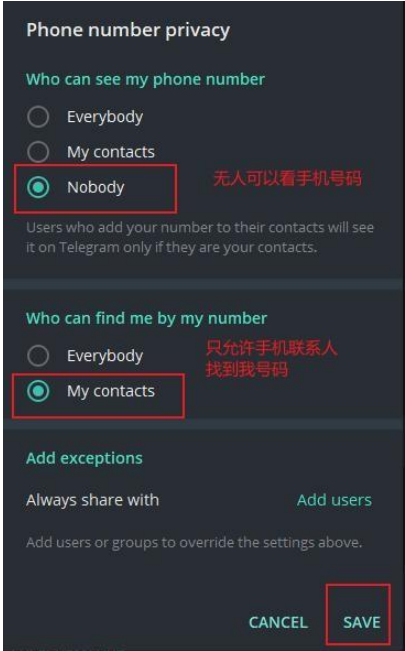 Phone number privacy
Who can see my phone number
Everybody
My contacts
Nobody
无人可以看手机号码
Users who add your number to their contacts will see
it on Telegram only if they are your contacts.
Who can find me by my number
Everybody
只允许手机联系人
找到我号码
My contacts
Add exceptions
Always share with
Add users
Add users or groups to override the settings above.
CANCEL
SAVE